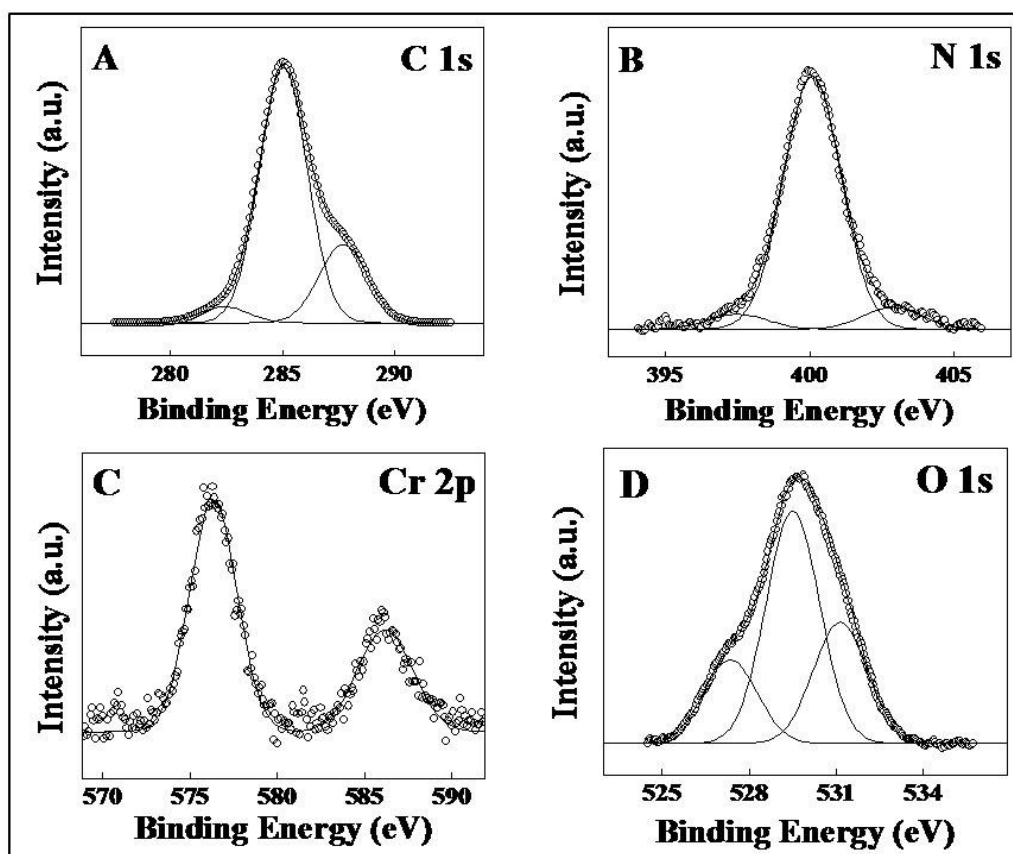 A C 1s
Intensity (a.u.)
280 285 290
Binding Energy (eV)
B N 1s
Intensity (a.u.)
395 400 405
Binding Energy (eV)
C Cr 2p
Intensity (a.u.)
570 575 580 585 590
Binding Energy (eV)
D O 1s
Intensity (a.u.)
525 528 531 534
Binding Energy (eV)